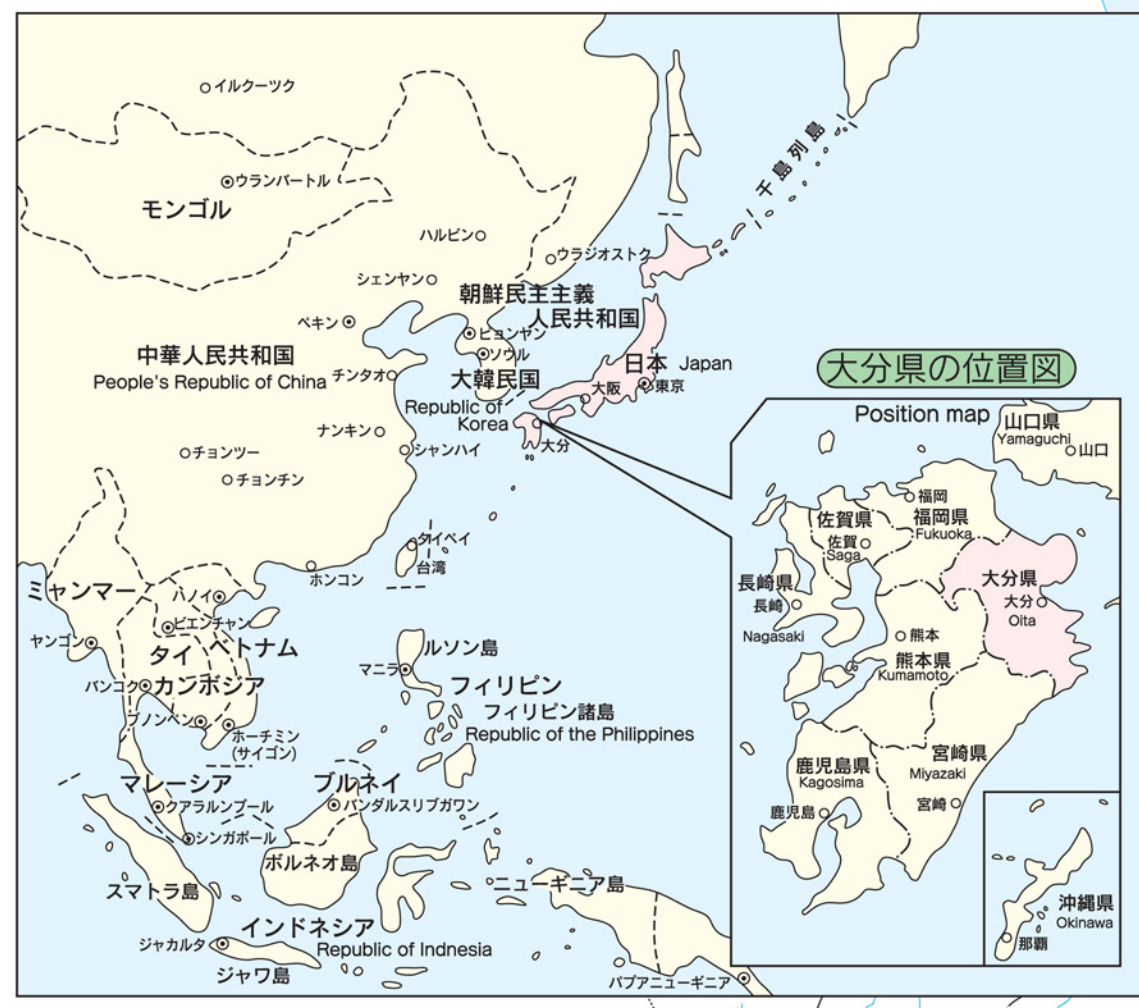 イルクーツク
ウランバートル
モンゴル
千島列島
ハルビン
ウラジオストク
シェンヤン
朝鮮民主主義
人民共和国
ペキン
ピョンヤン
ソウル
中華人民共和国
People's Republic of China
チンタオ
大韓民国
Republic of
Korea
日本 Japan
大阪
東京
大分
ナンキン
シャンハイ
チョンツー
チョンチン
タイペイ
台湾
ホンコン
ミャンマー
ハノイ
ビエンチャン
ヤンゴン
タイ
ベトナム
バンコク
カンボジア
プノンペン
ホーチミン
(サイゴン)
ルソン島
マニラ
フィリピン
フィリピン諸島
Republic of the Philippines
マレーシア
クアラルンプール
シンガポール
ブルネイ
バンダルスリブガワン
ボルネオ島
スマトラ島
インドネシア
Republic of Indnesia
ジャカルタ
ジャワ島
ニューギニア島
パプアニューギニア
大分県の位置図
Position map
山口県
Yamaguchi
山口
福岡
福岡県
Fukuoka
佐賀県
佐賀
Saga
大分県
大分
Oita
長崎県
長崎
Nagasaki
熊本
熊本県
Kumamoto
宮崎県
Miyazaki
宮崎
鹿児島県
Kagosima
鹿児島
沖縄県
Okinawa
那覇